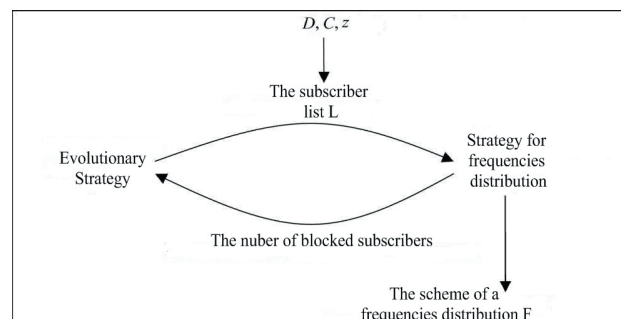 D, C, z
The subscriber
list L
Evolutionary
Strategy
Strategy for
frequencies
distribution
The nuber of blocked subscribers
The scheme of a
frequencies distribution F